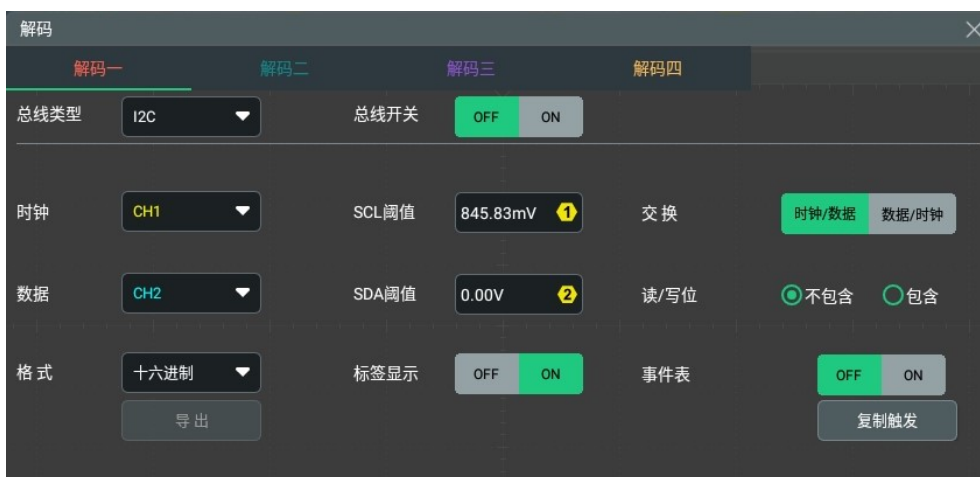 解码
解码一 解码二 解码三 解码四
总线类型 I2C 总线开关 OFF ON
时钟 CH1 SCL阈值 845.83mV 1 交换 时钟/数据 数据/时钟
数据 CH2 SDA阈值 0.00V 2 读/写位 不包含 包含
格式 十六进制 标签显示 OFF ON 事件表 OFF ON
导出 复制触发